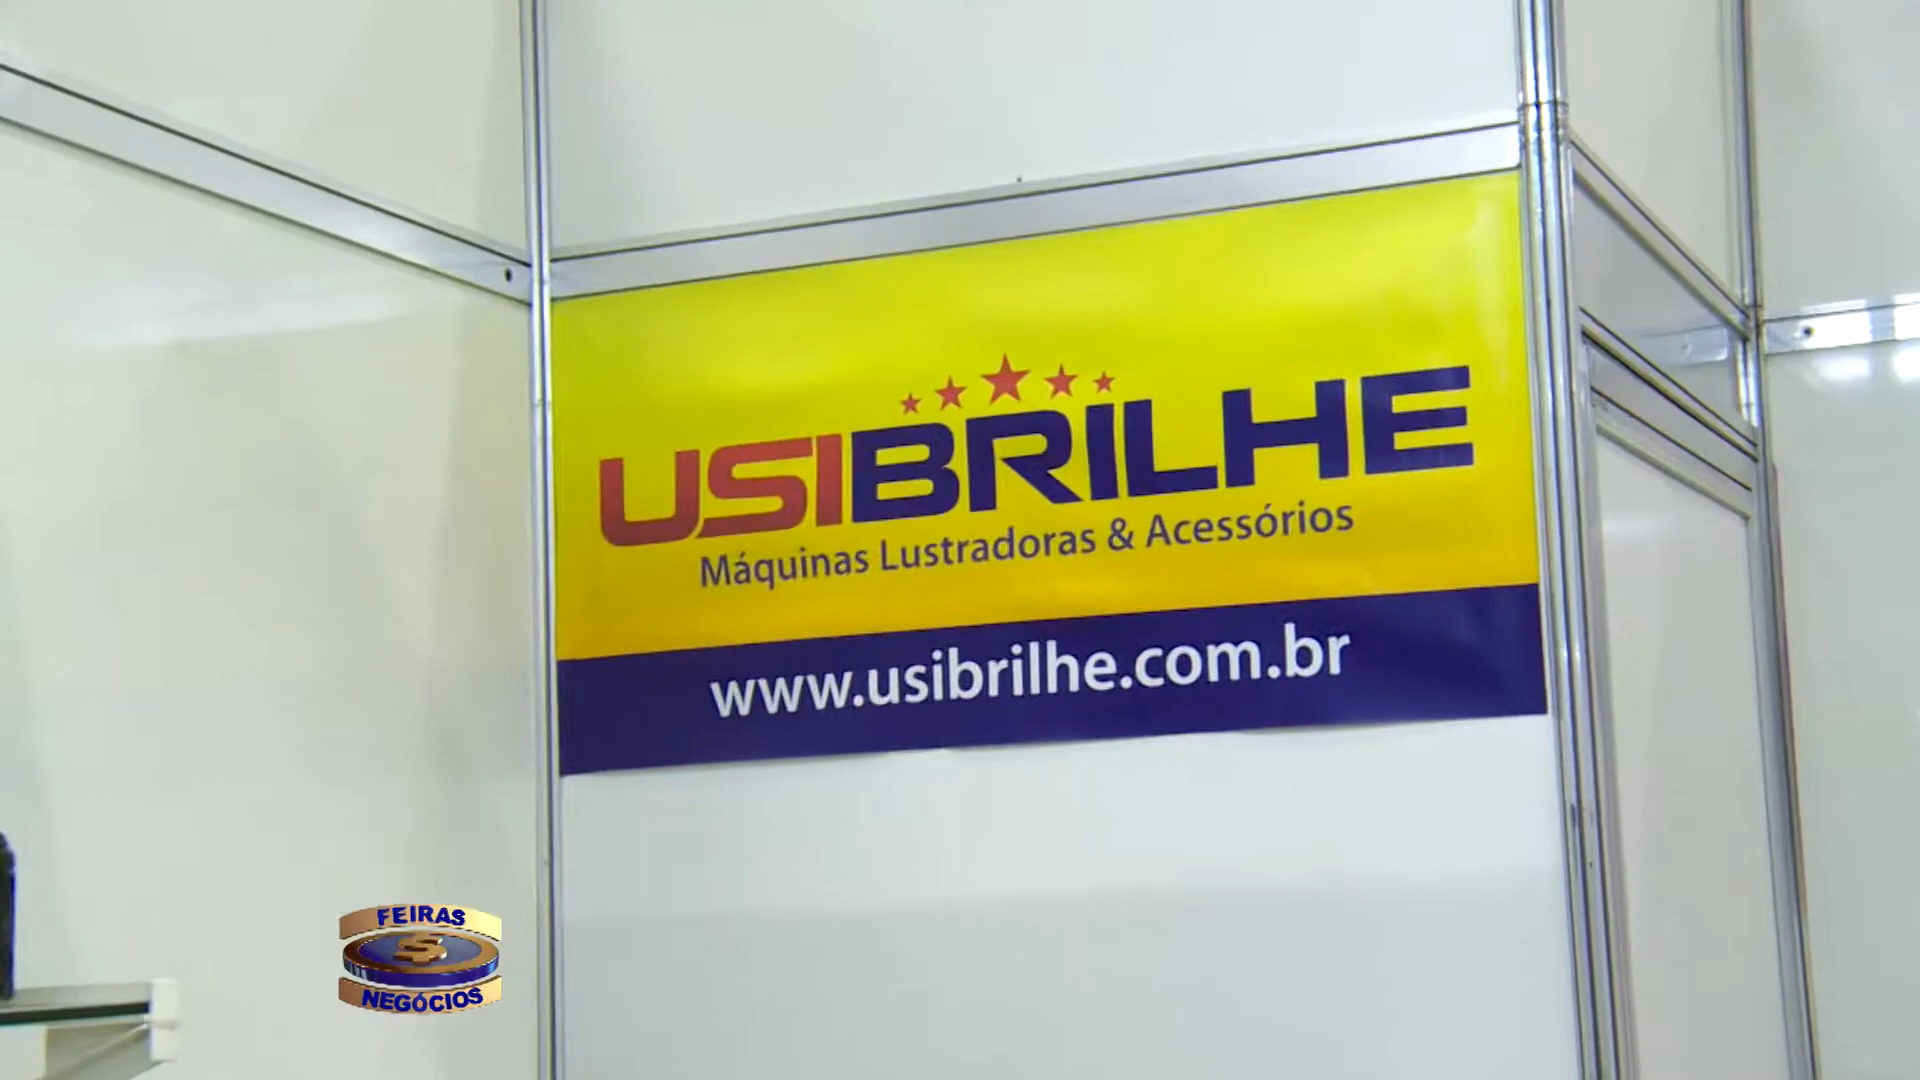 USIBRILHE
Máquinas Lustradoras & Acessórios
www.usibrilhe.com.br
FEIRAS
$
NEGÓCIOS